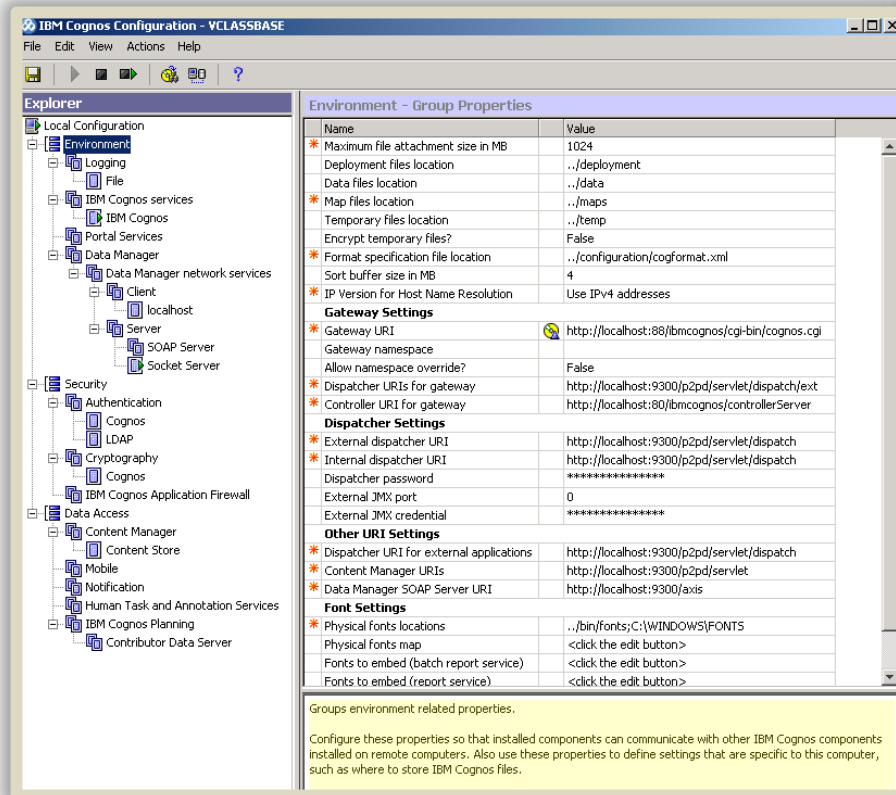 IBM Cognos Configuration - VCLASSBASE
File Edit View Actions Help
Explorer
Local Configuration
Environment
Logging
File
IBM Cognos services
IBM Cognos
Portal Services
Data Manager
Data Manager network services
Client
localhost
Server
SOAP Server
Socket Server
Security
Authentication
Cognos
LDAP
Cryptography
Cognos
IBM Cognos Application Firewall
Data Access
Content Manager
Content Store
Mobile
Notification
Human Task and Annotation Services
IBM Cognos Planning
Contributor Data Server
Environment - Group Properties
Name Value
* Maximum file attachment size in MB 1024
Deployment files location ../deployment
Data files location ../data
* Map files location ../maps
Temporary files location ../temp
Encrypt temporary files? False
* Format specification file location ../configuration/cogformat.xml
Sort buffer size in MB 4
* IP Version for Host Name Resolution Use IPv4 addresses
Gateway Settings
* Gateway URI http://localhost:88/ibmcognos/cgi-bin/cognos.cgi
Gateway namespace
Allow namespace override? False
* Dispatcher URIs for gateway http://localhost:9300/p2pd/servlet/dispatch/ext
* Controller URI for gateway http://localhost:80/ibmcognos/controllerServer
Dispatcher Settings
* External dispatcher URI http://localhost:9300/p2pd/servlet/dispatch
* Internal dispatcher URI http://localhost:9300/p2pd/servlet/dispatch
Dispatcher password ***************
External JMX port 0
External JMX credential ***************
Other URI Settings
* Dispatcher URI for external applications http://localhost:9300/p2pd/servlet/dispatch
* Content Manager URIs http://localhost:9300/p2pd/servlet
* Data Manager SOAP Server URI http://localhost:9300/axis
Font Settings
* Physical fonts locations ../bin/fonts;C:\WINDOWS\FONTS
Physical fonts map <click the edit button>
Fonts to embed (batch report service) <click the edit button>
Fonts to embed (report service) <click the edit button>
Groups environment related properties.
Configure these properties so that installed components can communicate with other IBM Cognos components
installed on remote computers. Also use these properties to define settings that are specific to this computer,
such as where to store IBM Cognos files.